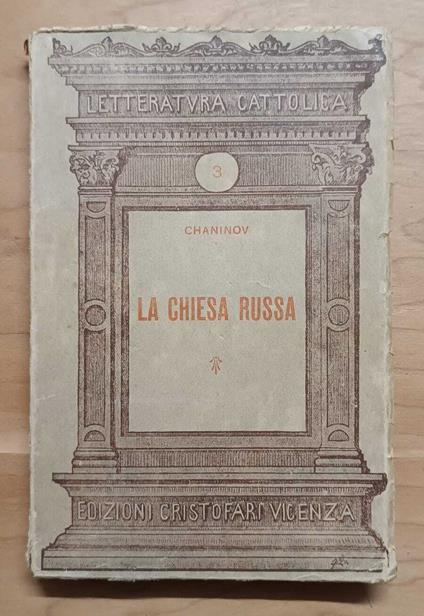 LETTERATVRA CATTOLICA
3
CHANINOV
LA CHIESA RUSSA
EDIZIONI CRISTOFARI VICENZA